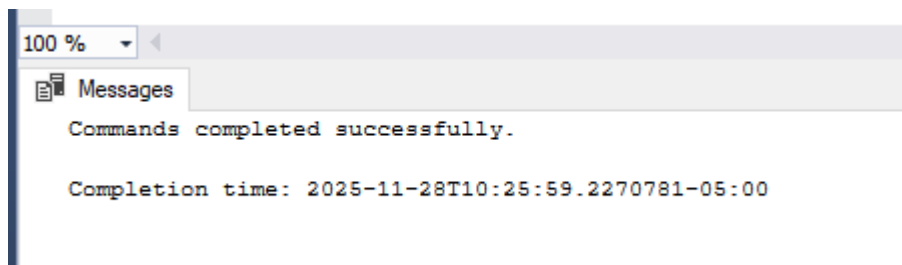 100 %
Messages
Commands completed successfully.
Completion time: 2025-11-28T10:25:59.2270781-05:00